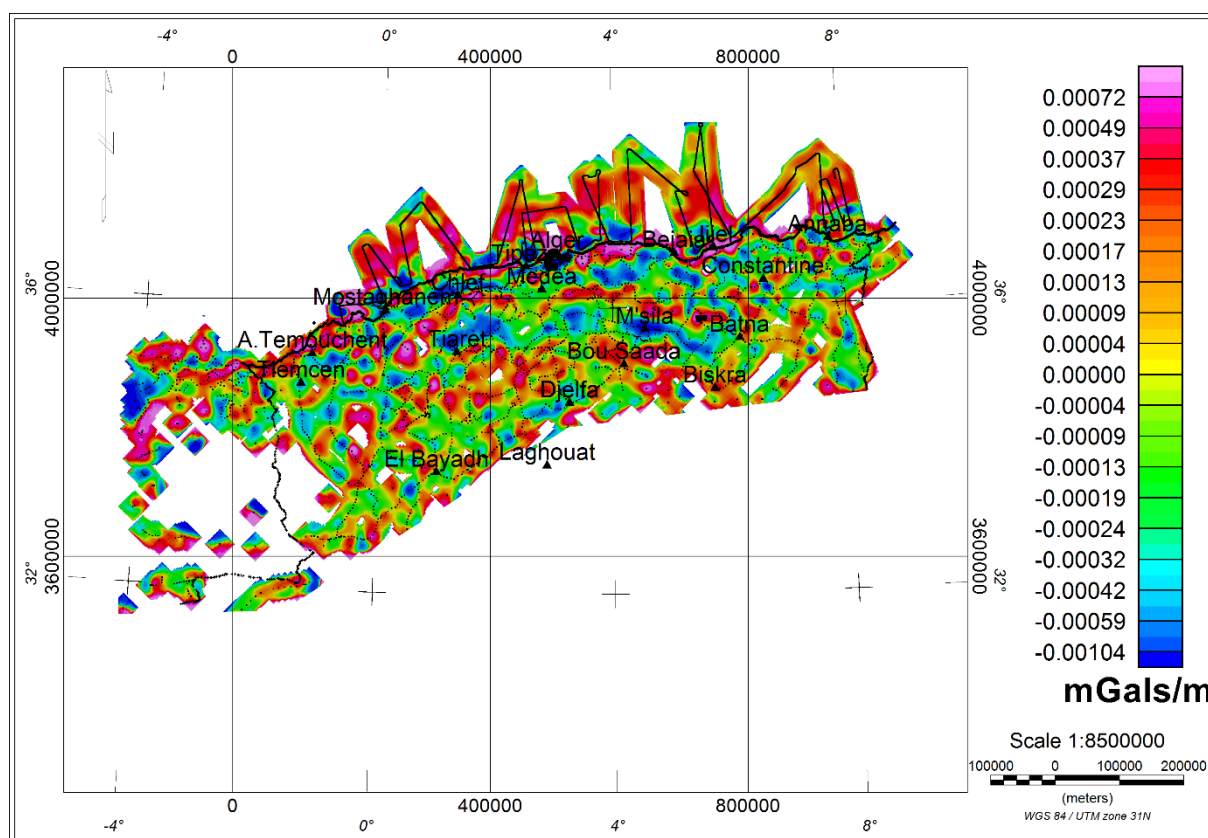 -4° 0° 4° 8°
0 400000 800000
36° 4000000
36° 4000000
32° 3600000
32° 3600000
Annaba
Alger
Bejaia
Jijel
Tipa
Constantine
Medea
Chlef
Mostaghanem
M'sila
Batna
A.Temouchent
Tiaret
Bou Saada
Tlemcen
Biskra
Djelfa
Laghouat
El Bayadh
0 400000 800000
-4° 0° 4° 8°
0.00072
0.00049
0.00037
0.00029
0.00023
0.00017
0.00013
0.00009
0.00004
0.00000
-0.00004
-0.00009
-0.00013
-0.00019
-0.00024
-0.00032
-0.00042
-0.00059
-0.00104
mGals/m
Scale 1:8500000
100000 0 100000 200000
(meters)
WGS 84 / UTM zone 31N